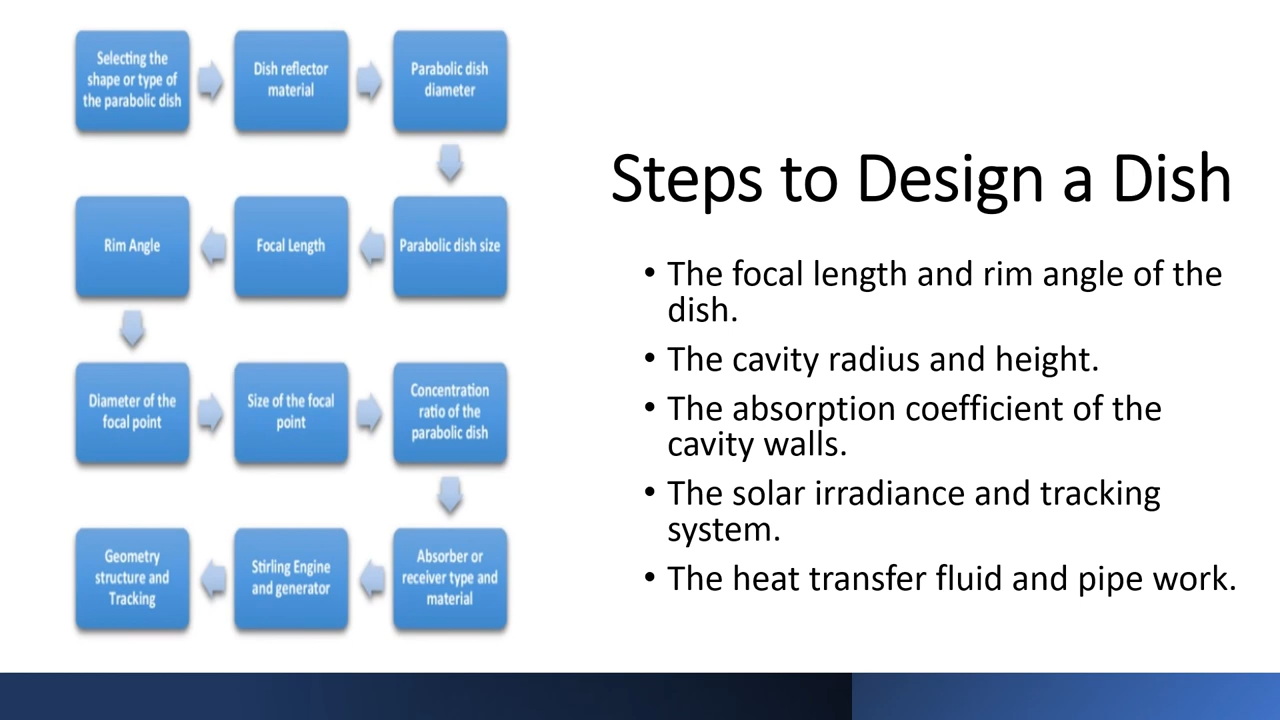 Selecting the
shape or type of
the parabolic dish
Dish reflector
material
Parabolic dish
diameter
Parabolic dish size
Focal Length
Rim Angle
Diameter of the
focal point
Size of the focal
point
Concentration
ratio of the
parabolic dish
Absorber or
receiver type and
material
Stirling Engine
and generator
Geometry
structure and
Tracking
Steps to Design a Dish
• The focal length and rim angle of the
dish.
• The cavity radius and height.
• The absorption coefficient of the
cavity walls.
• The solar irradiance and tracking
system.
• The heat transfer fluid and pipe work.